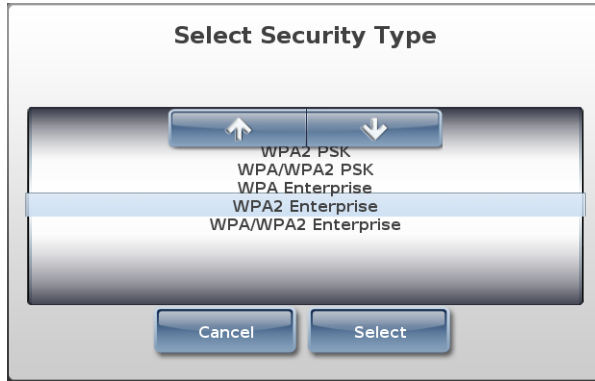 Select Security Type
WPA2 PSK
WPA/WPA2 PSK
WPA Enterprise
WPA2 Enterprise
WPA/WPA2 Enterprise
Cancel
Select